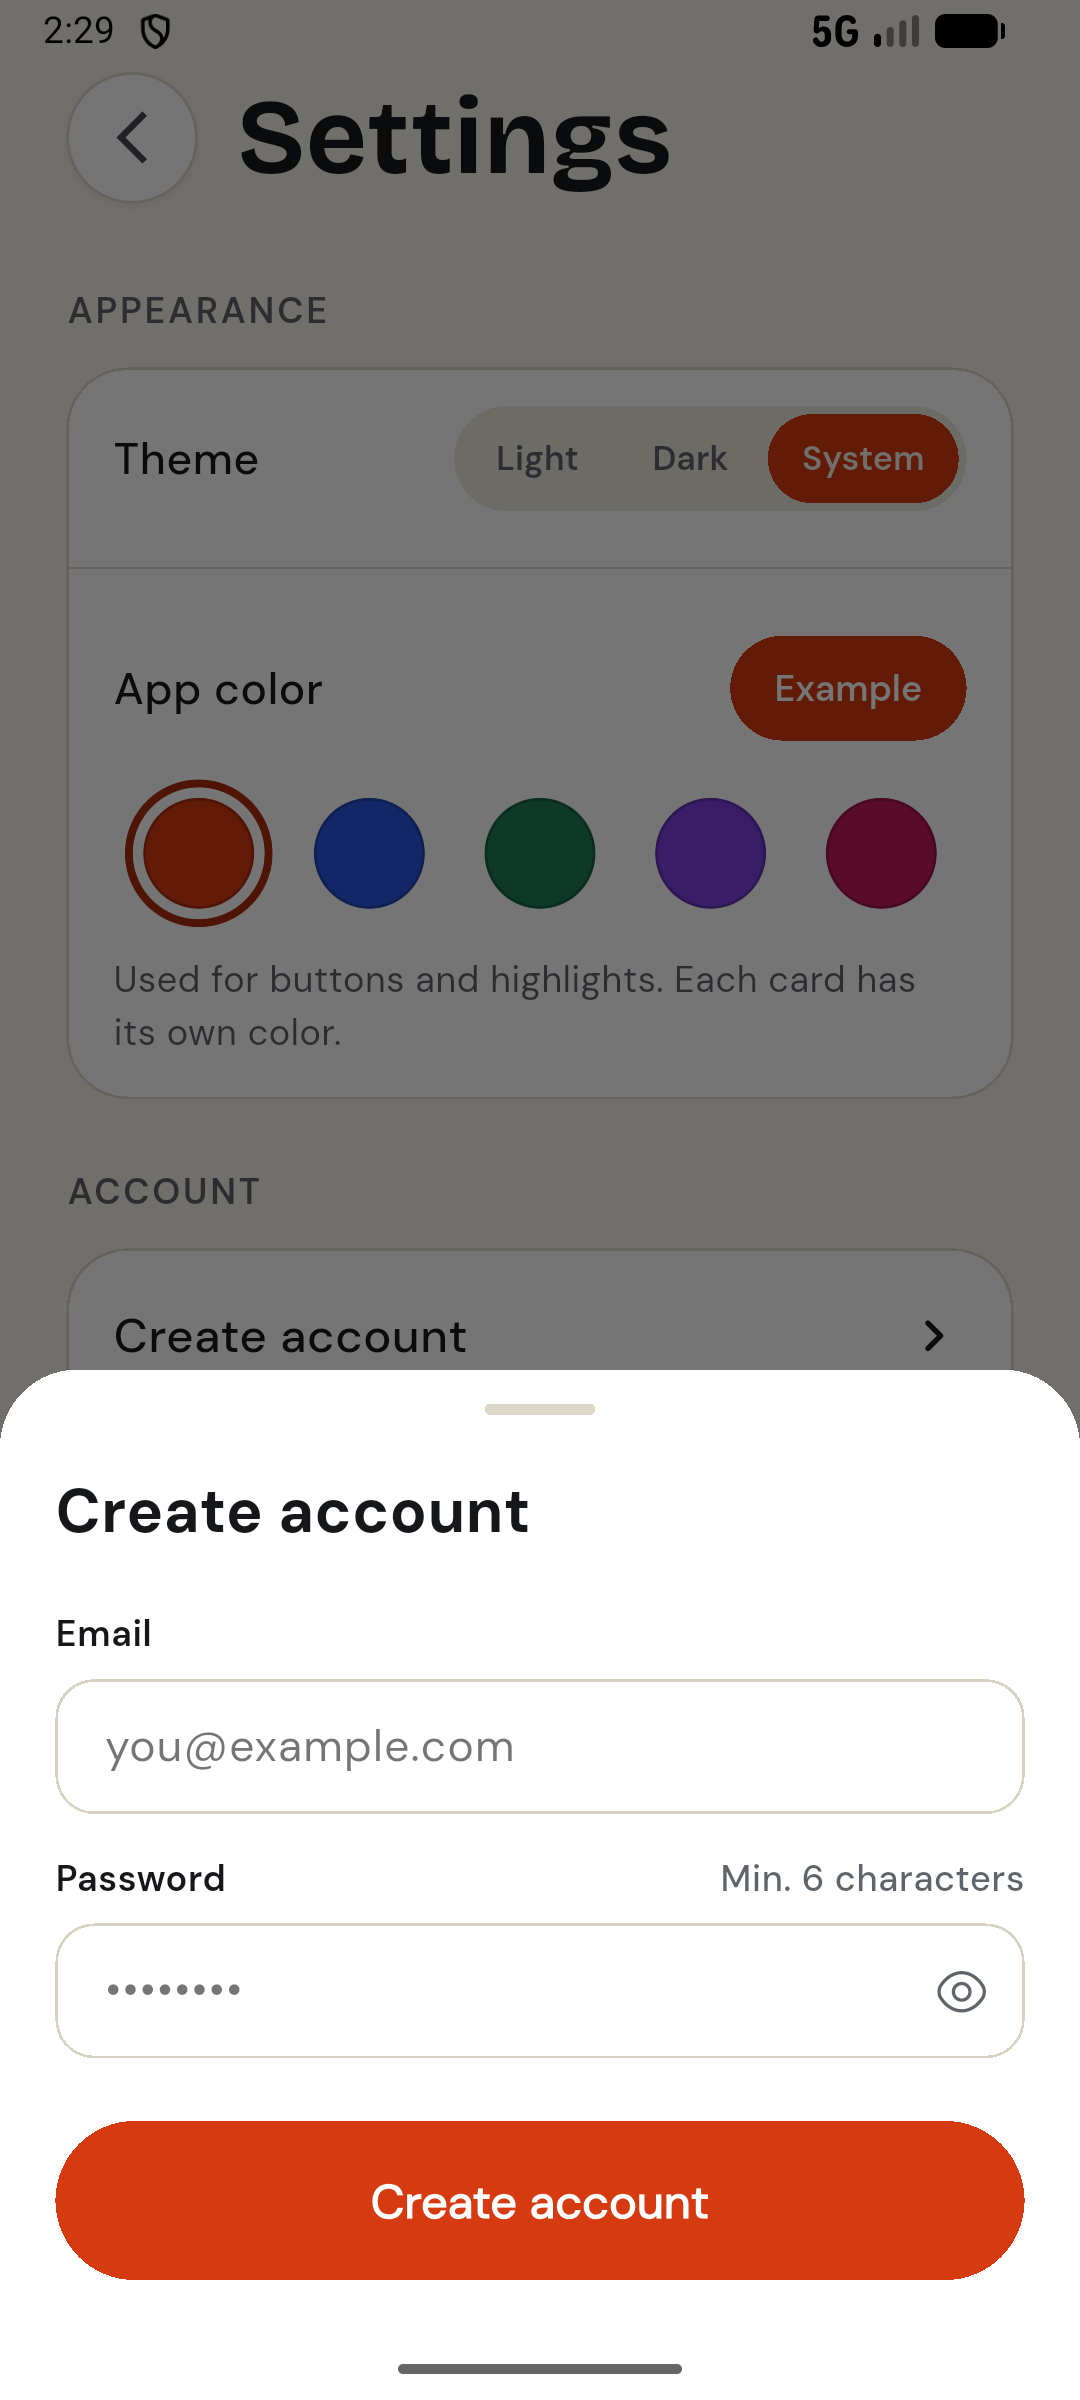 2:29
5G
Settings
APPEARANCE
Theme
Light
Dark
System
App color
Example
Used for buttons and highlights. Each card has
its own color.
ACCOUNT
Create account
Create account
Email
you@example.com
Password
Min. 6 characters
••••••••
Create account